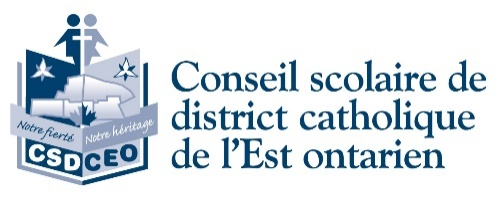 Notre fierté
Notre héritage
CSDCEO
Conseil scolaire de
district catholique
de l'Est ontarien